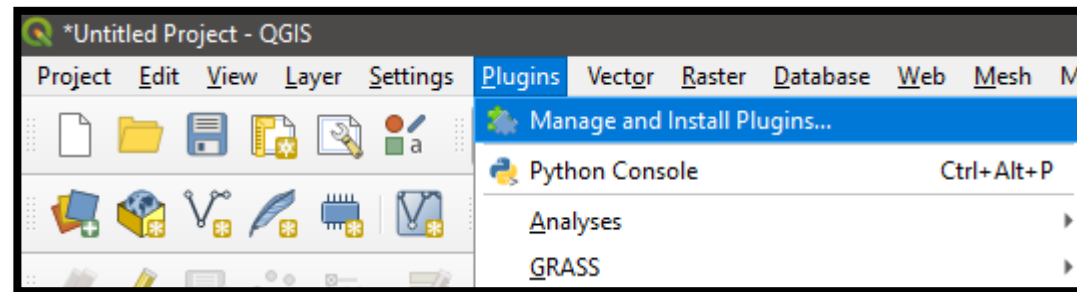 *Untitled Project - QGIS
Project Edit View Layer Settings Plugins Vector Raster Database Web Mesh M
a
Manage and Install Plugins...
Python Console Ctrl+Alt+P
Analyses
GRASS